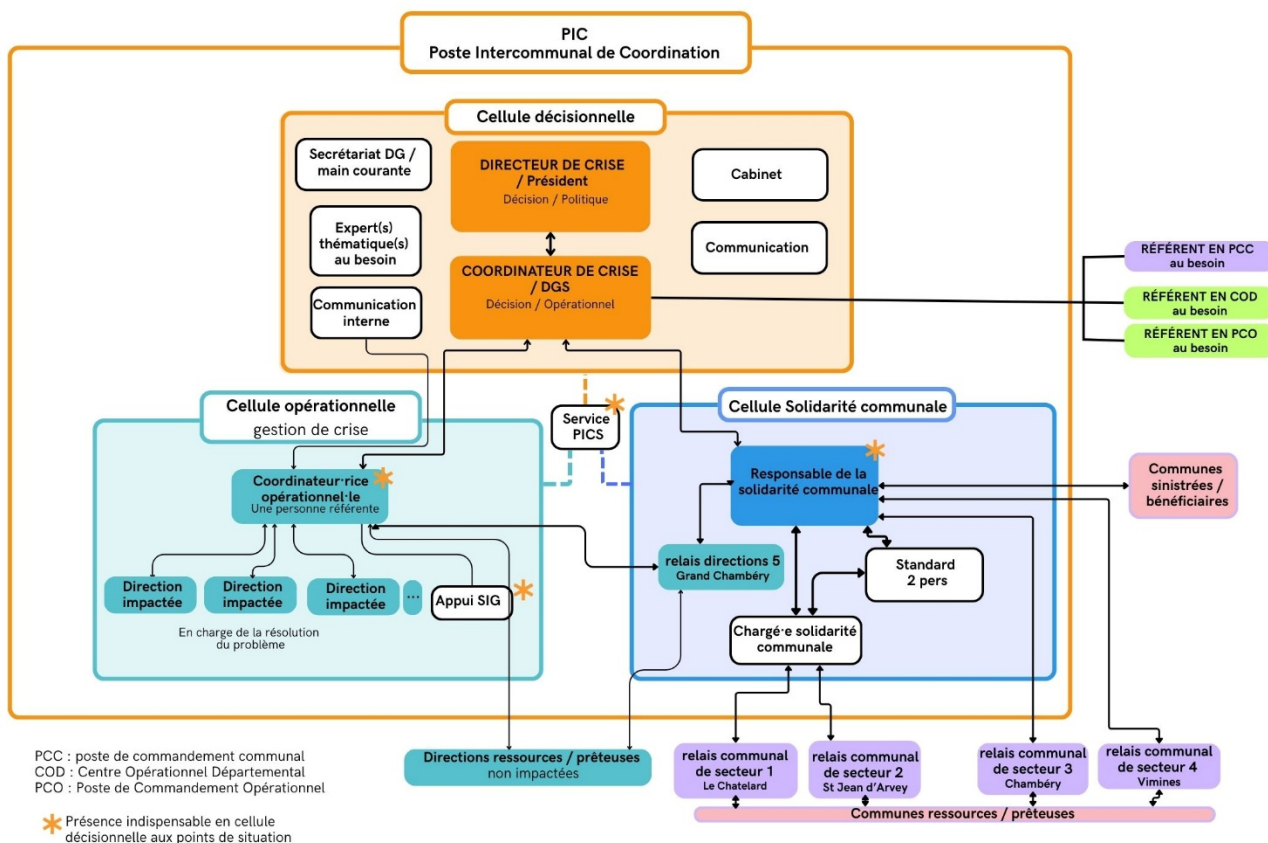 PIC
Poste Intercommunal de Coordination
Cellule décisionnelle
Secrétariat DG /
main courante
DIRECTEUR DE CRISE
/ Président
Décision / Politique
Cabinet
Expert(s)
thématique(s)
au besoin
Communication
COORDINATEUR DE CRISE
/ DGS
Décision / Opérationnel
Communication
interne
RÉFÉRENT EN PCC
au besoin
RÉFÉRENT EN COD
au besoin
RÉFÉRENT EN PCO
au besoin
Cellule opérationnelle
gestion de crise
Service
PICS
Cellule Solidarité communale
Coordinateur·rice
opérationnel·le
Une personne référente
Responsable de la
solidarité communale
Communes
sinistrées /
bénéficiaires
Direction
impactée
Direction
impactée
Direction
impactée
...
Appui SIG
En charge de la résolution
du problème
relais directions 5
Grand Chambéry
Standard
2 pers
Chargé·e solidarité
communale
Directions ressources / prêteuses
non impactées
relais communal
de secteur 1
Le Chatelard
relais communal
de secteur 2
St Jean d'Arvey
relais communal
de secteur 3
Chambéry
relais communal
de secteur 4
Vimines
Communes ressources / prêteuses
PCC : poste de commandement communal
COD : Centre Opérationnel Départemental
PCO : Poste de Commandement Opérationnel
Présence indispensable en cellule
décisionnelle aux points de situation